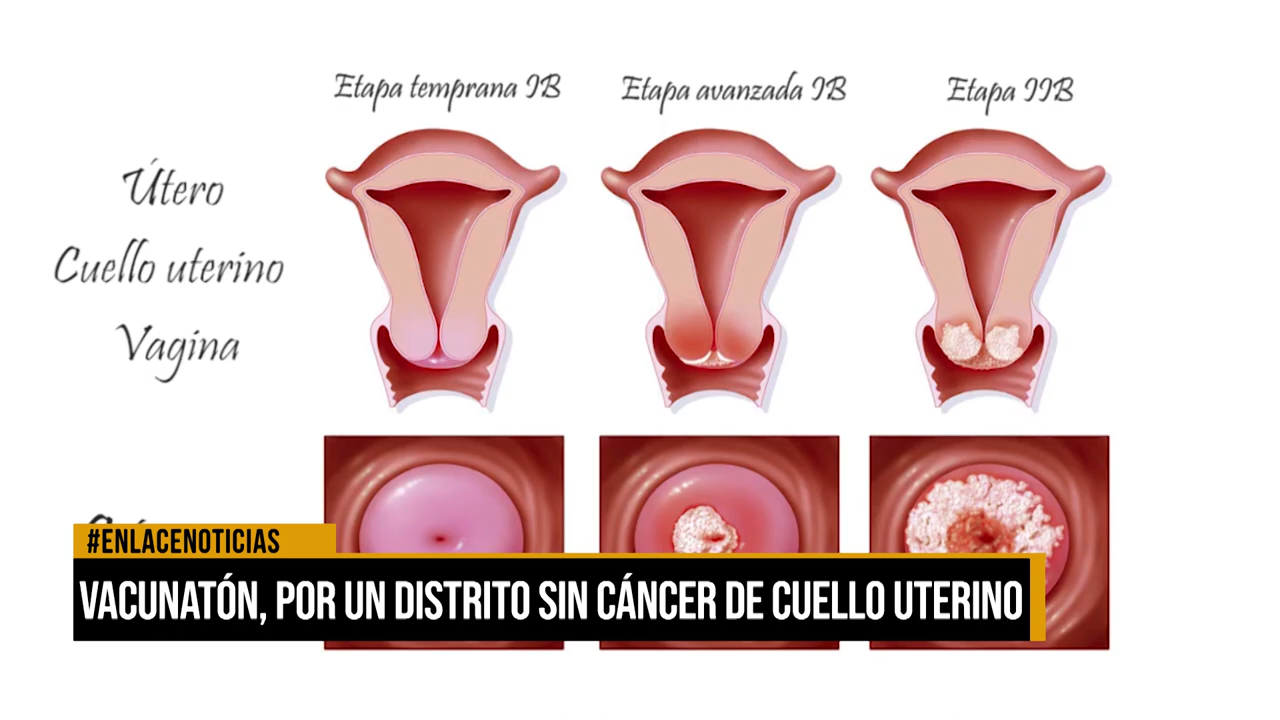 Etapa temprana IB
Etapa avanzada IB
Etapa IIB
Útero
Cuello uterino
Vagina
#ENLACENOTICIAS
VACUNATÓN, POR UN DISTRITO SIN CÁNCER DE CUELLO UTERINO